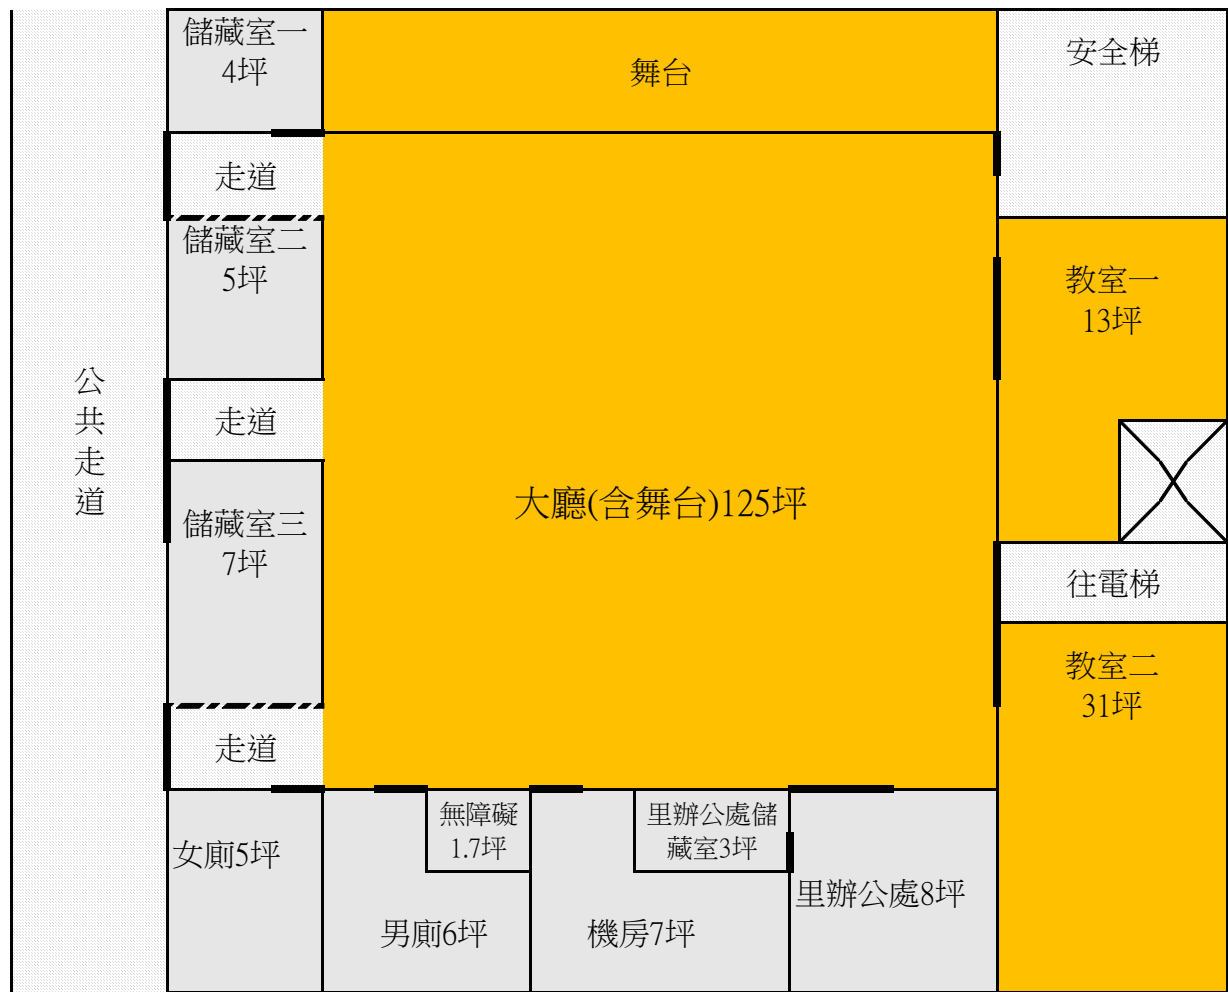 儲藏室一
4坪
舞台
安全梯
走道
儲藏室二
5坪
教室一
13坪
公共走道
走道
大廳(含舞台)125坪
儲藏室三
7坪
往電梯
教室二
31坪
走道
無障礙
1.7坪
里辦公處儲
藏室3坪
女廁5坪
里辦公處8坪
男廁6坪
機房7坪